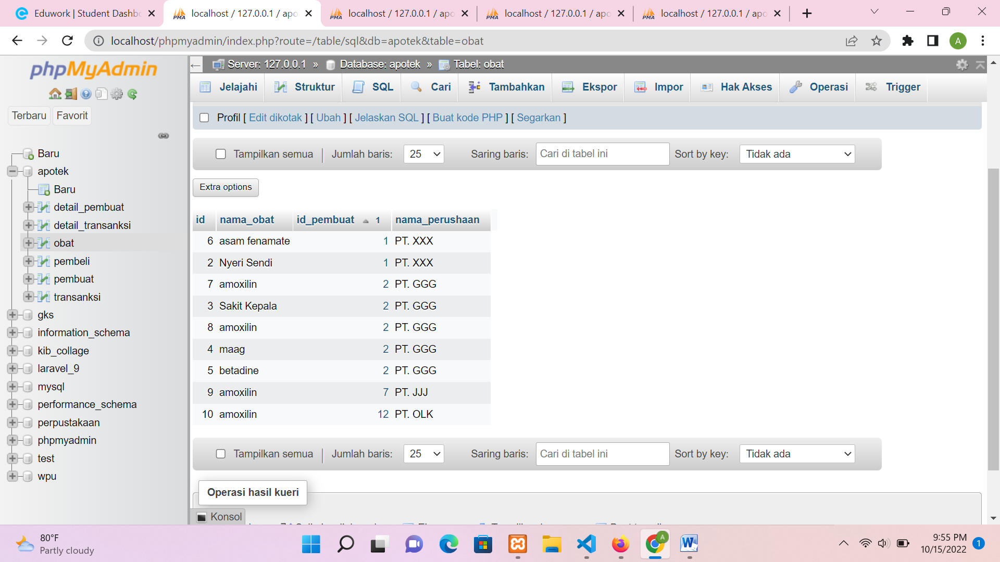 Eduwork | Student Dashb
localhost / 127.0.0.1 / apo
localhost / 127.0.0.1 / apo
localhost / 127.0.0.1 / apo
localhost / 127.0.0.1 / apo
localhost/phpmyadmin/index.php?route=/table/sql&db=apotek&table=obat
A
phpMyAdmin
Terbaru
Favorit
Baru
apotek
Baru
detail_pembuat
detail_transanksi
obat
pembeli
pembuat
transanksi
gks
information_schema
kib_collage
laravel_9
mysql
performance_schema
perpustakaan
phpmyadmin
test
wpu
Server: 127.0.0.1 » Database: apotek » Tabel: obat
Jelajahi Struktur SQL Cari Tambahkan Ekspor Impor Hak Akses Operasi Trigger
Profil [ Edit dikotak ] [ Ubah ] [ Jelaskan SQL ] [ Buat kode PHP ] [ Segarkan ]
Tampilkan semua | Jumlah baris: 25 Saring baris: Cari di tabel ini Sort by key: Tidak ada
Extra options
id nama_obat id_pembuat 1 nama_perushaan
6 asam fenamate 1 PT. XXX
2 Nyeri Sendi 1 PT. XXX
7 amoxilin 2 PT. GGG
3 Sakit Kepala 2 PT. GGG
8 amoxilin 2 PT. GGG
4 maag 2 PT. GGG
5 betadine 2 PT. GGG
9 amoxilin 7 PT. JJJ
10 amoxilin 12 PT. OLK
Tampilkan semua | Jumlah baris: 25 Saring baris: Cari di tabel ini Sort by key: Tidak ada
Operasi hasil kueri
Konsol
80°F
Partly cloudy
9:55 PM
10/15/2022
1